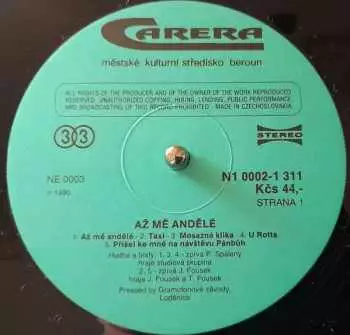 CARERA
městské kulturní středisko beroun
ALL RIGHTS OF THE PRODUCER AND OF THE OWNER OF THE WORK REPRODUCED
RESERVED. UNAUTHORIZED COPYING, HIRING, LENDING, PUBLIC PERFORMANCE
AND BROADCASTING OF THIS RECORD PROHIBITED - MADE IN CZECHOSLOVAKIA
33
STEREO
NE 0003
℗ 1990
N1 0002-1 311
Kčs 44,-
STRANA 1
AŽ MĚ ANDĚLÉ
1. Až mě andělé - 2. Taxi - 3. Mosazná klika - 4. U Rotta
5. Přišel ke mně na návštěvu Pánbůh
Hudba a texty: 1. 3. 4. - zpívá P. Spálený
hraje studiová skupina
2. 5. - zpívá J. Fousek
hrají J. Fousek a T. Fousek
Pressed by Gramofonové závody,
Loděnice